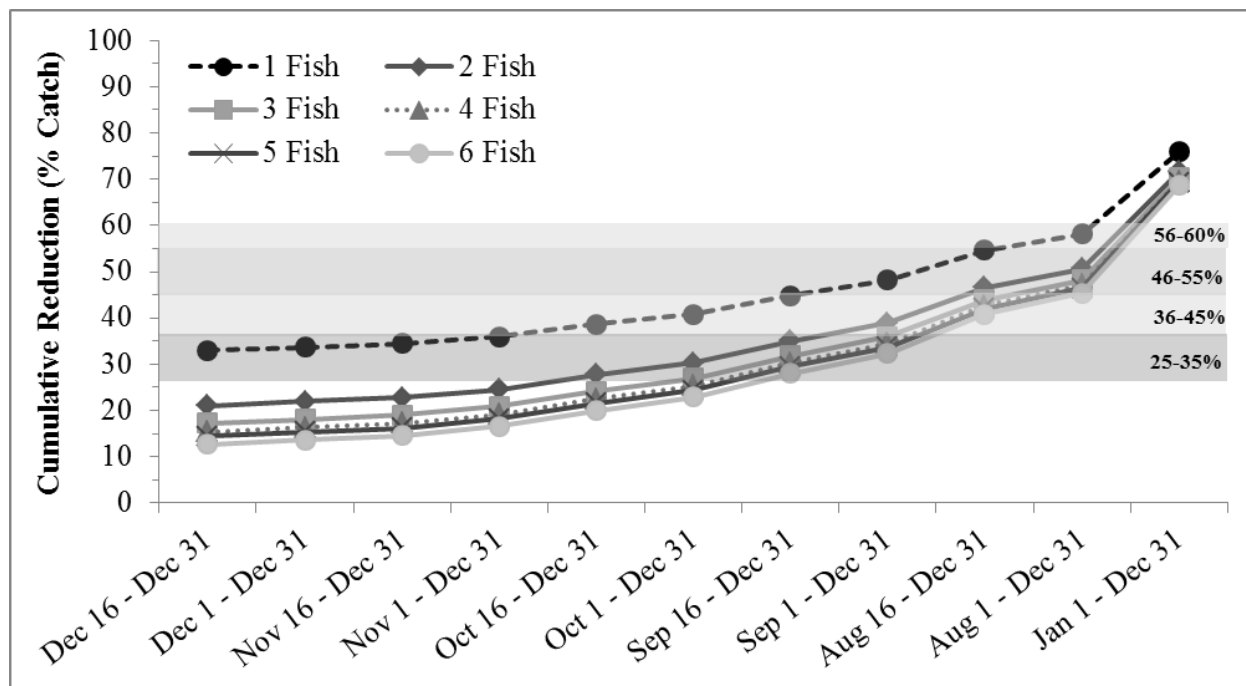 Cumulative Reduction (% Catch)
100
90
80
70
60
50
40
30
20
10
0
1 Fish 2 Fish
3 Fish 4 Fish
5 Fish 6 Fish
56-60%
46-55%
36-45%
25-35%
Dec 16 - Dec 31
Dec 1 - Dec 31
Nov 16 - Dec 31
Nov 1 - Dec 31
Oct 16 - Dec 31
Oct 1 - Dec 31
Sep 16 - Dec 31
Sep 1 - Dec 31
Aug 16 - Dec 31
Aug 1 - Dec 31
Jan 1 - Dec 31